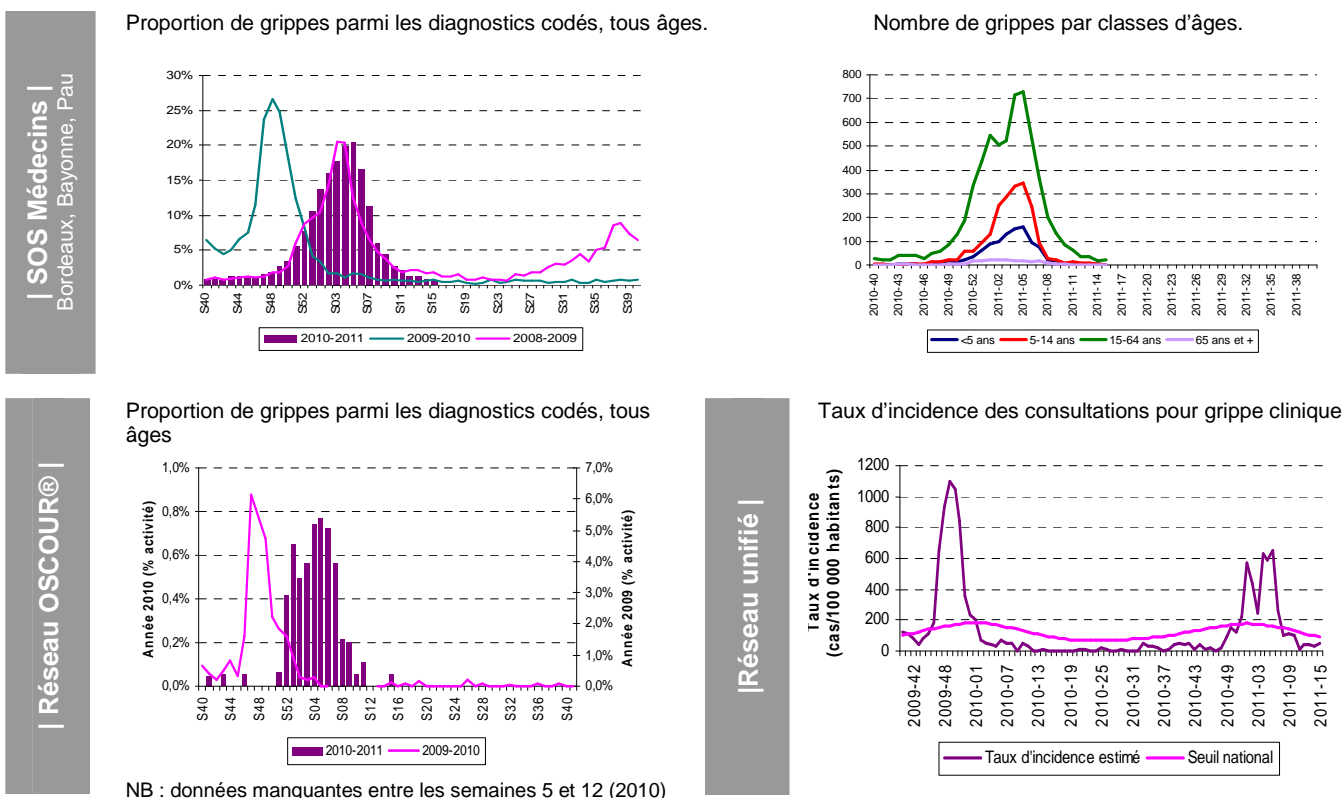 | SOS Médecins |
Bordeaux, Bayonne, Pau
Proportion de grippes parmi les diagnostics codés, tous âges.
30%
25%
20%
15%
10%
5%
0%
S40 S44 S48 S52 S03 S07 S11 S15 S19 S23 S27 S31 S35 S39
2010-2011 2009-2010 2008-2009
Nombre de grippes par classes d'âges.
800
700
600
500
400
300
200
100
0
2010-40 2010-43 2010-46 2010-49 2010-52 2011-02 2011-05 2011-08 2011-11 2011-14 2011-17 2011-20 2011-23 2011-26 2011-29 2011-32 2011-35 2011-38
<5 ans 5-14 ans 15-64 ans 65 ans et +
| Réseau OSCOUR® |
Proportion de grippes parmi les diagnostics codés, tous
âges
Année 2010 (% activité)
1,0%
0,8%
0,6%
0,4%
0,2%
0,0%
7,0%
6,0%
5,0%
4,0%
3,0%
2,0%
1,0%
0,0%
Année 2009 (% activité)
S40 S44 S48 S52 S04 S08 S12 S16 S20 S24 S28 S32 S36 S40
2010-2011 2009-2010
NB : données manquantes entre les semaines 5 et 12 (2010)
|Réseau unifié |
Taux d'incidence des consultations pour grippe clinique
Taux d'incidence
(cas/100 000 habitants)
1200
1000
800
600
400
200
0
2009-42 2009-48 2010-01 2010-07 2010-13 2010-19 2010-25 2010-31 2010-37 2010-43 2010-49 2011-03 2011-09 2011-15
Taux d'incidence estimé Seuil national